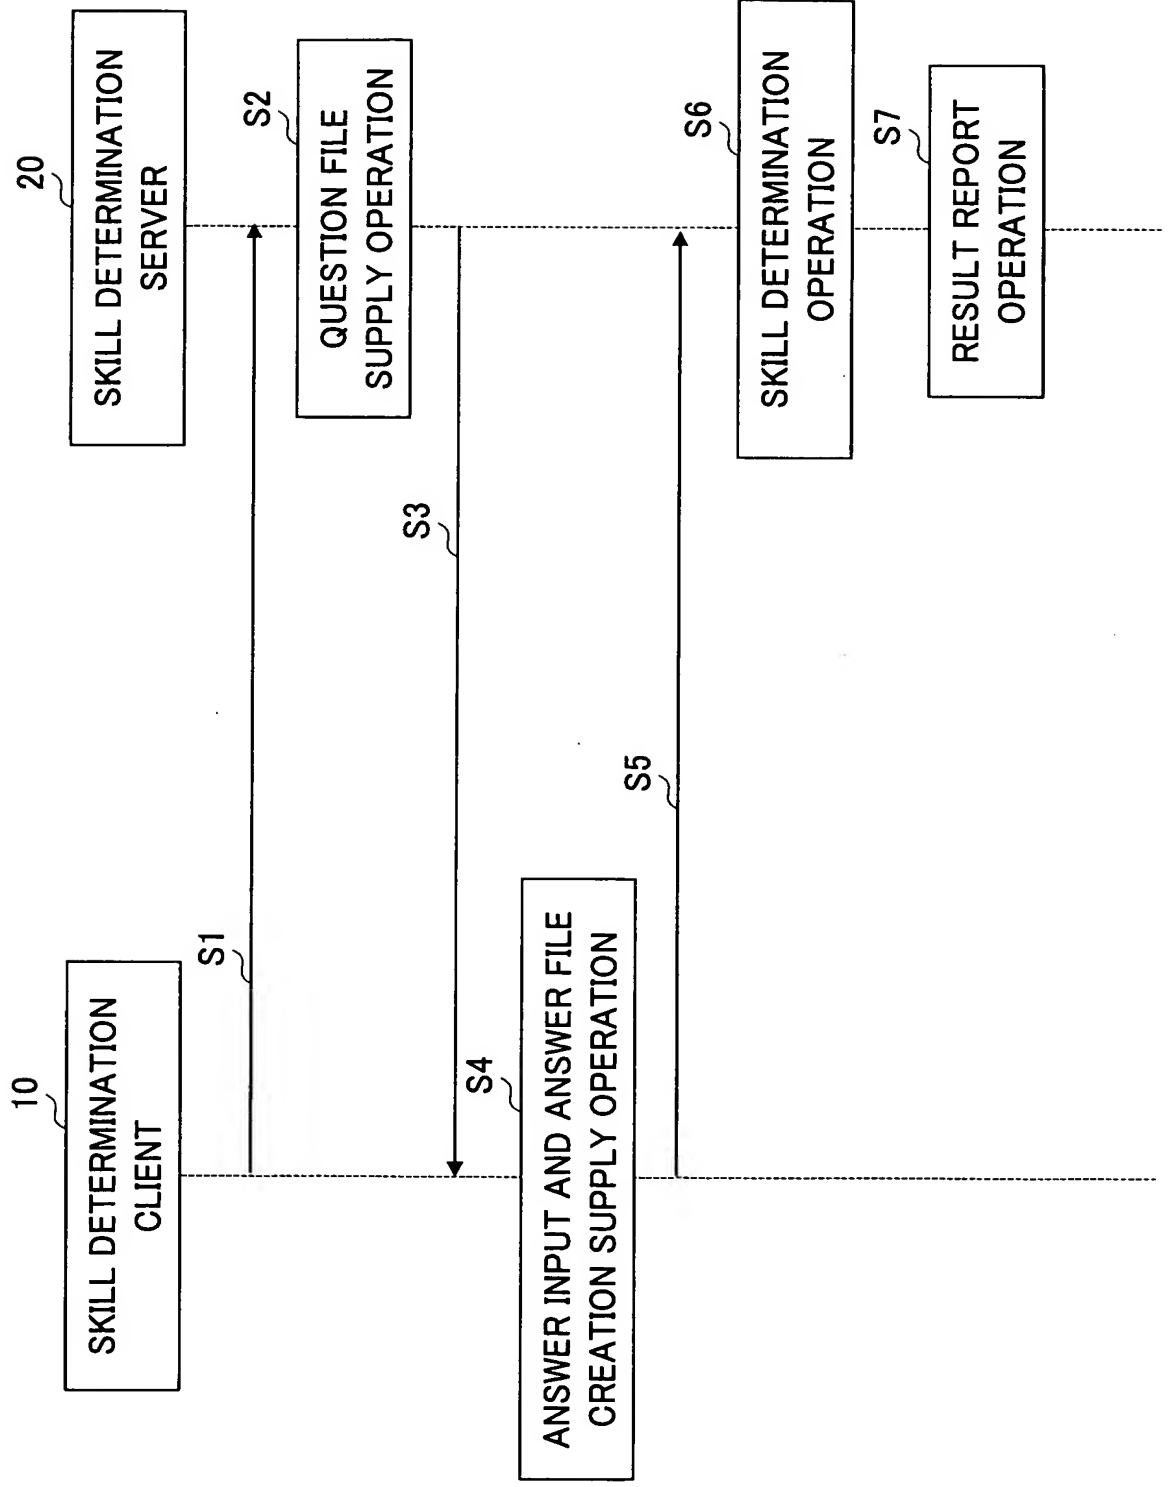 10
SKILL DETERMINATION
CLIENT
20
SKILL DETERMINATION
SERVER
S1
S2
QUESTION FILE
SUPPLY OPERATION
S3
S4
ANSWER INPUT AND ANSWER FILE
CREATION SUPPLY OPERATION
S5
S6
SKILL DETERMINATION
OPERATION
S7
RESULT REPORT
OPERATION